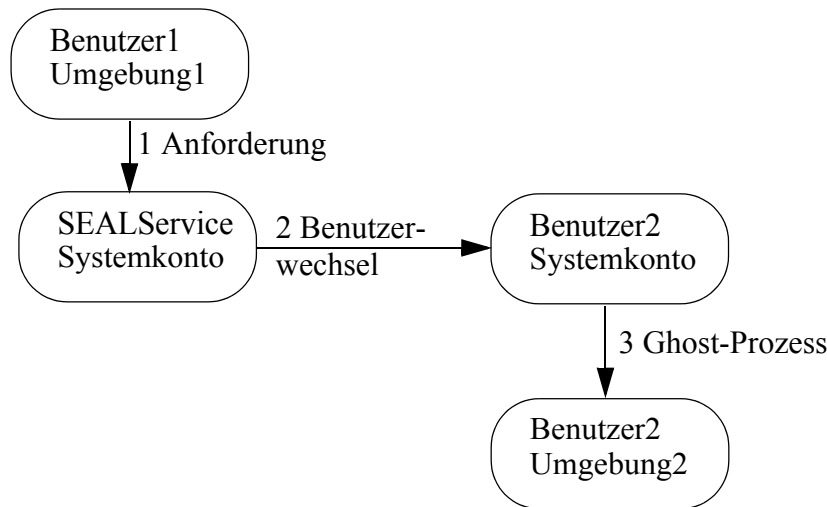 Benutzer1
Umgebung1
1 Anforderung
SEALService
Systemkonto
2 Benutzer-
wechsel
Benutzer2
Systemkonto
3 Ghost-Prozess
Benutzer2
Umgebung2